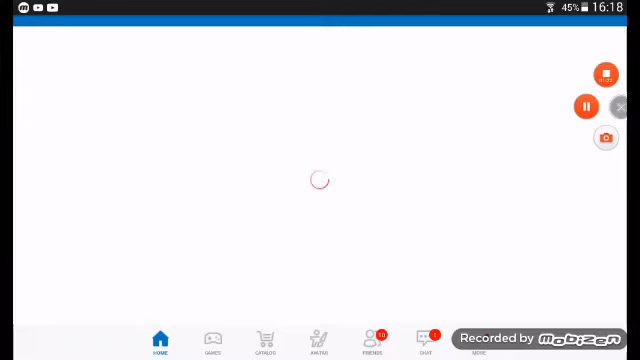 45% 16:18
10
1
HOME GAMES CATALOG AVATAR FRIENDS CHAT MORE
Recorded by MOBIZEN